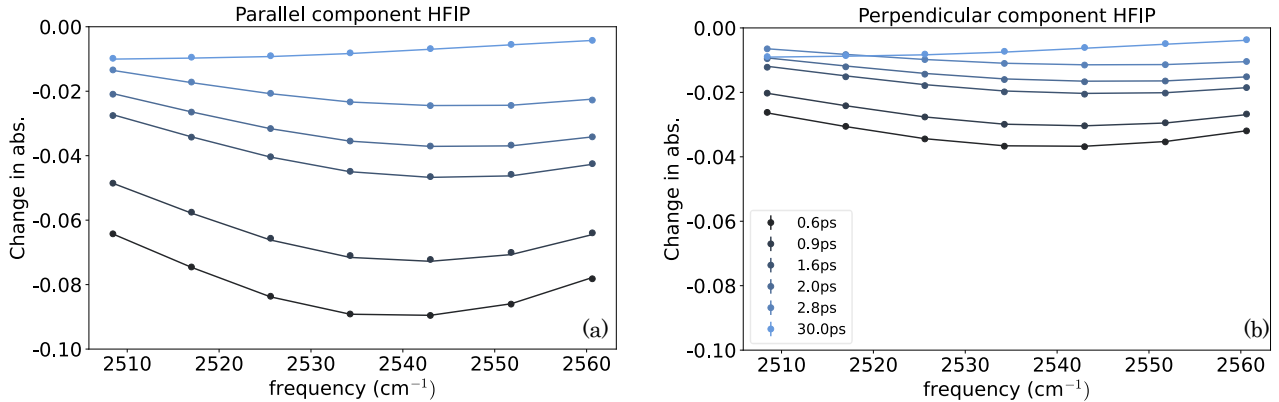 Parallel component HFIP
0.00
-0.02
-0.04
-0.06
-0.08
-0.10
Change in abs.
2510 2520 2530 2540 2550 2560
frequency (cm⁻¹)
(a)
Perpendicular component HFIP
0.00
-0.02
-0.04
-0.06
-0.08
-0.10
Change in abs.
0.6ps
0.9ps
1.6ps
2.0ps
2.8ps
30.0ps
2510 2520 2530 2540 2550 2560
frequency (cm⁻¹)
(b)